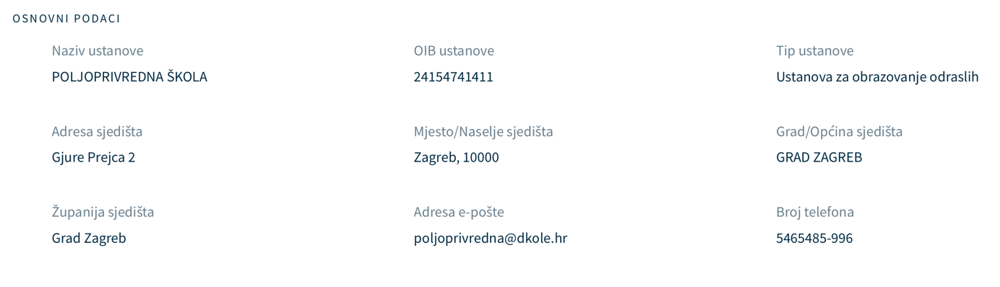 OSNOVNI PODACI
Naziv ustanove
POLJOPRIVREDNA ŠKOLA
OIB ustanove
24154741411
Tip ustanove
Ustanova za obrazovanje odraslih
Adresa sjedišta
Gjure Prejca 2
Mjesto/Naselje sjedišta
Zagreb, 10000
Grad/Općina sjedišta
GRAD ZAGREB
Županija sjedišta
Grad Zagreb
Adresa e-pošte
poljoprivredna@dkole.hr
Broj telefona
5465485-996